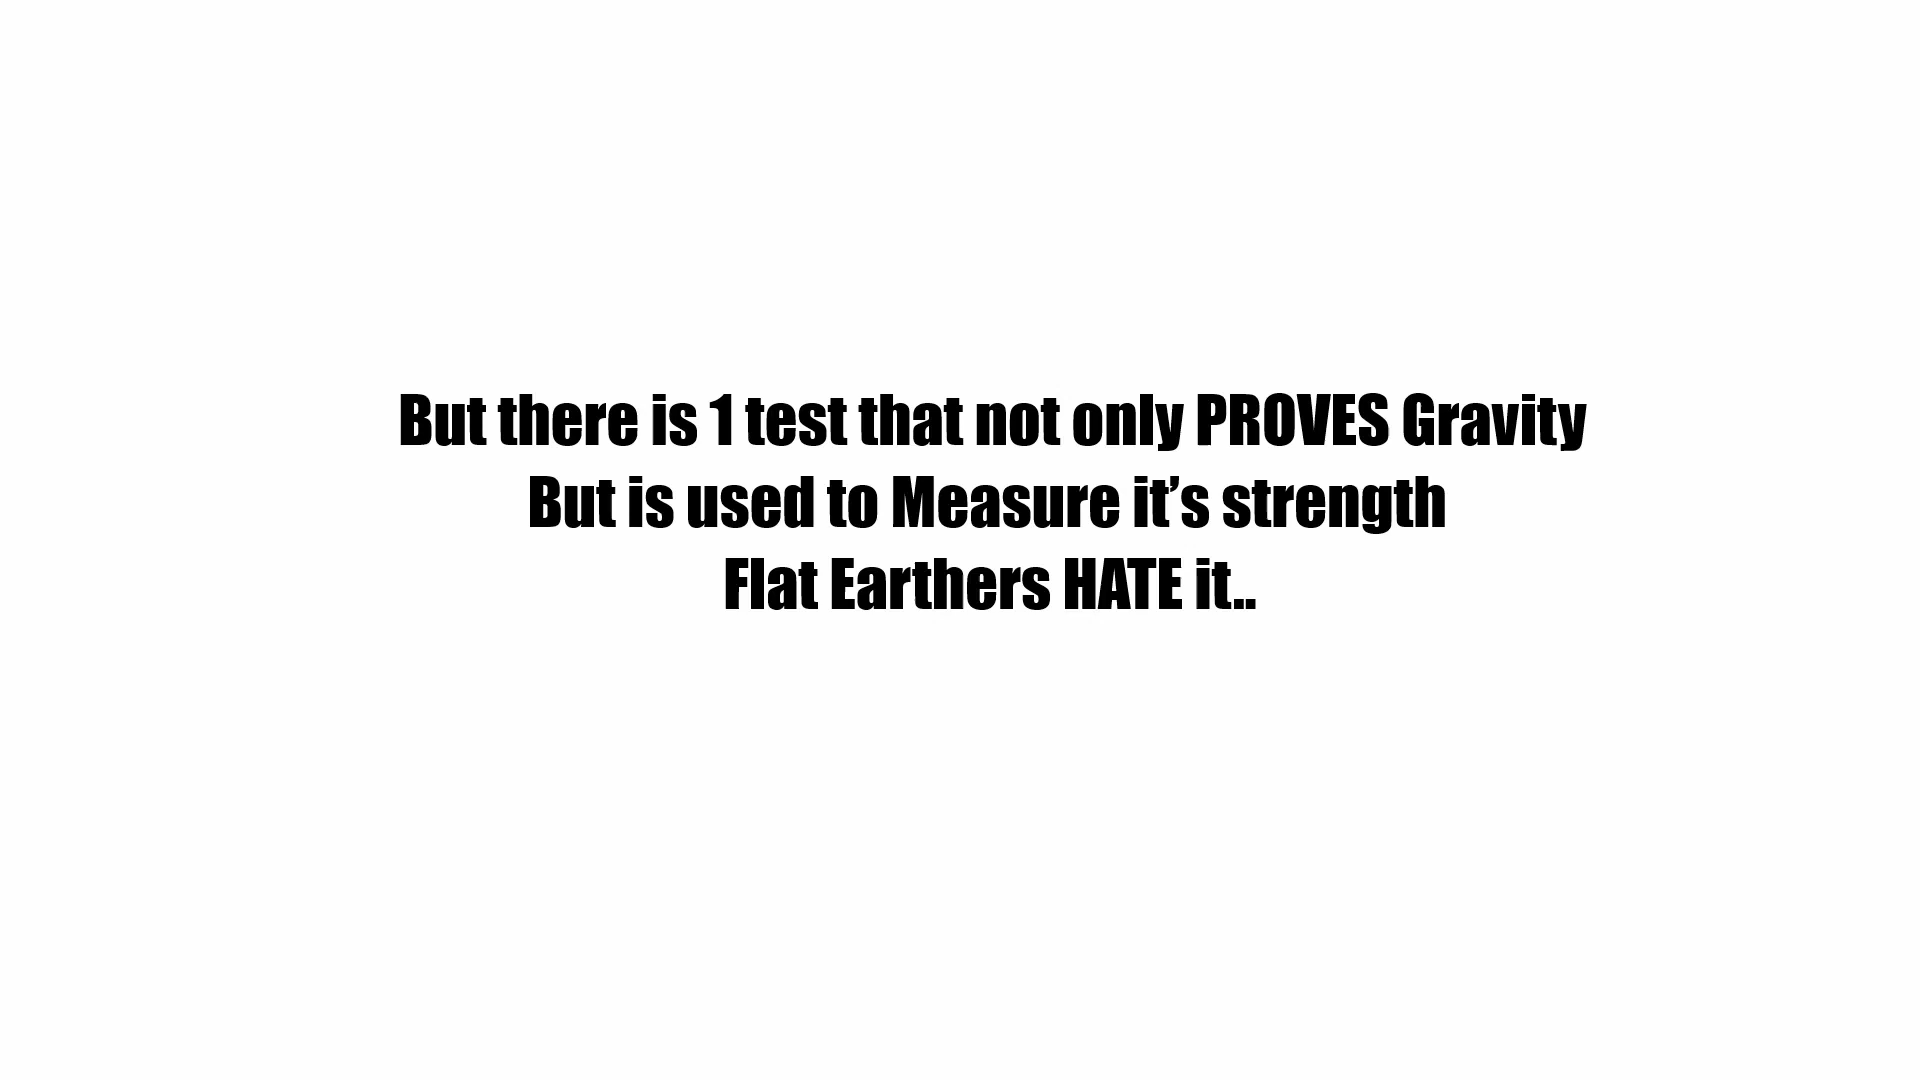 But there is 1 test that not only PROVES Gravity
But is used to Measure it’s strength
Flat Earthers HATE it..